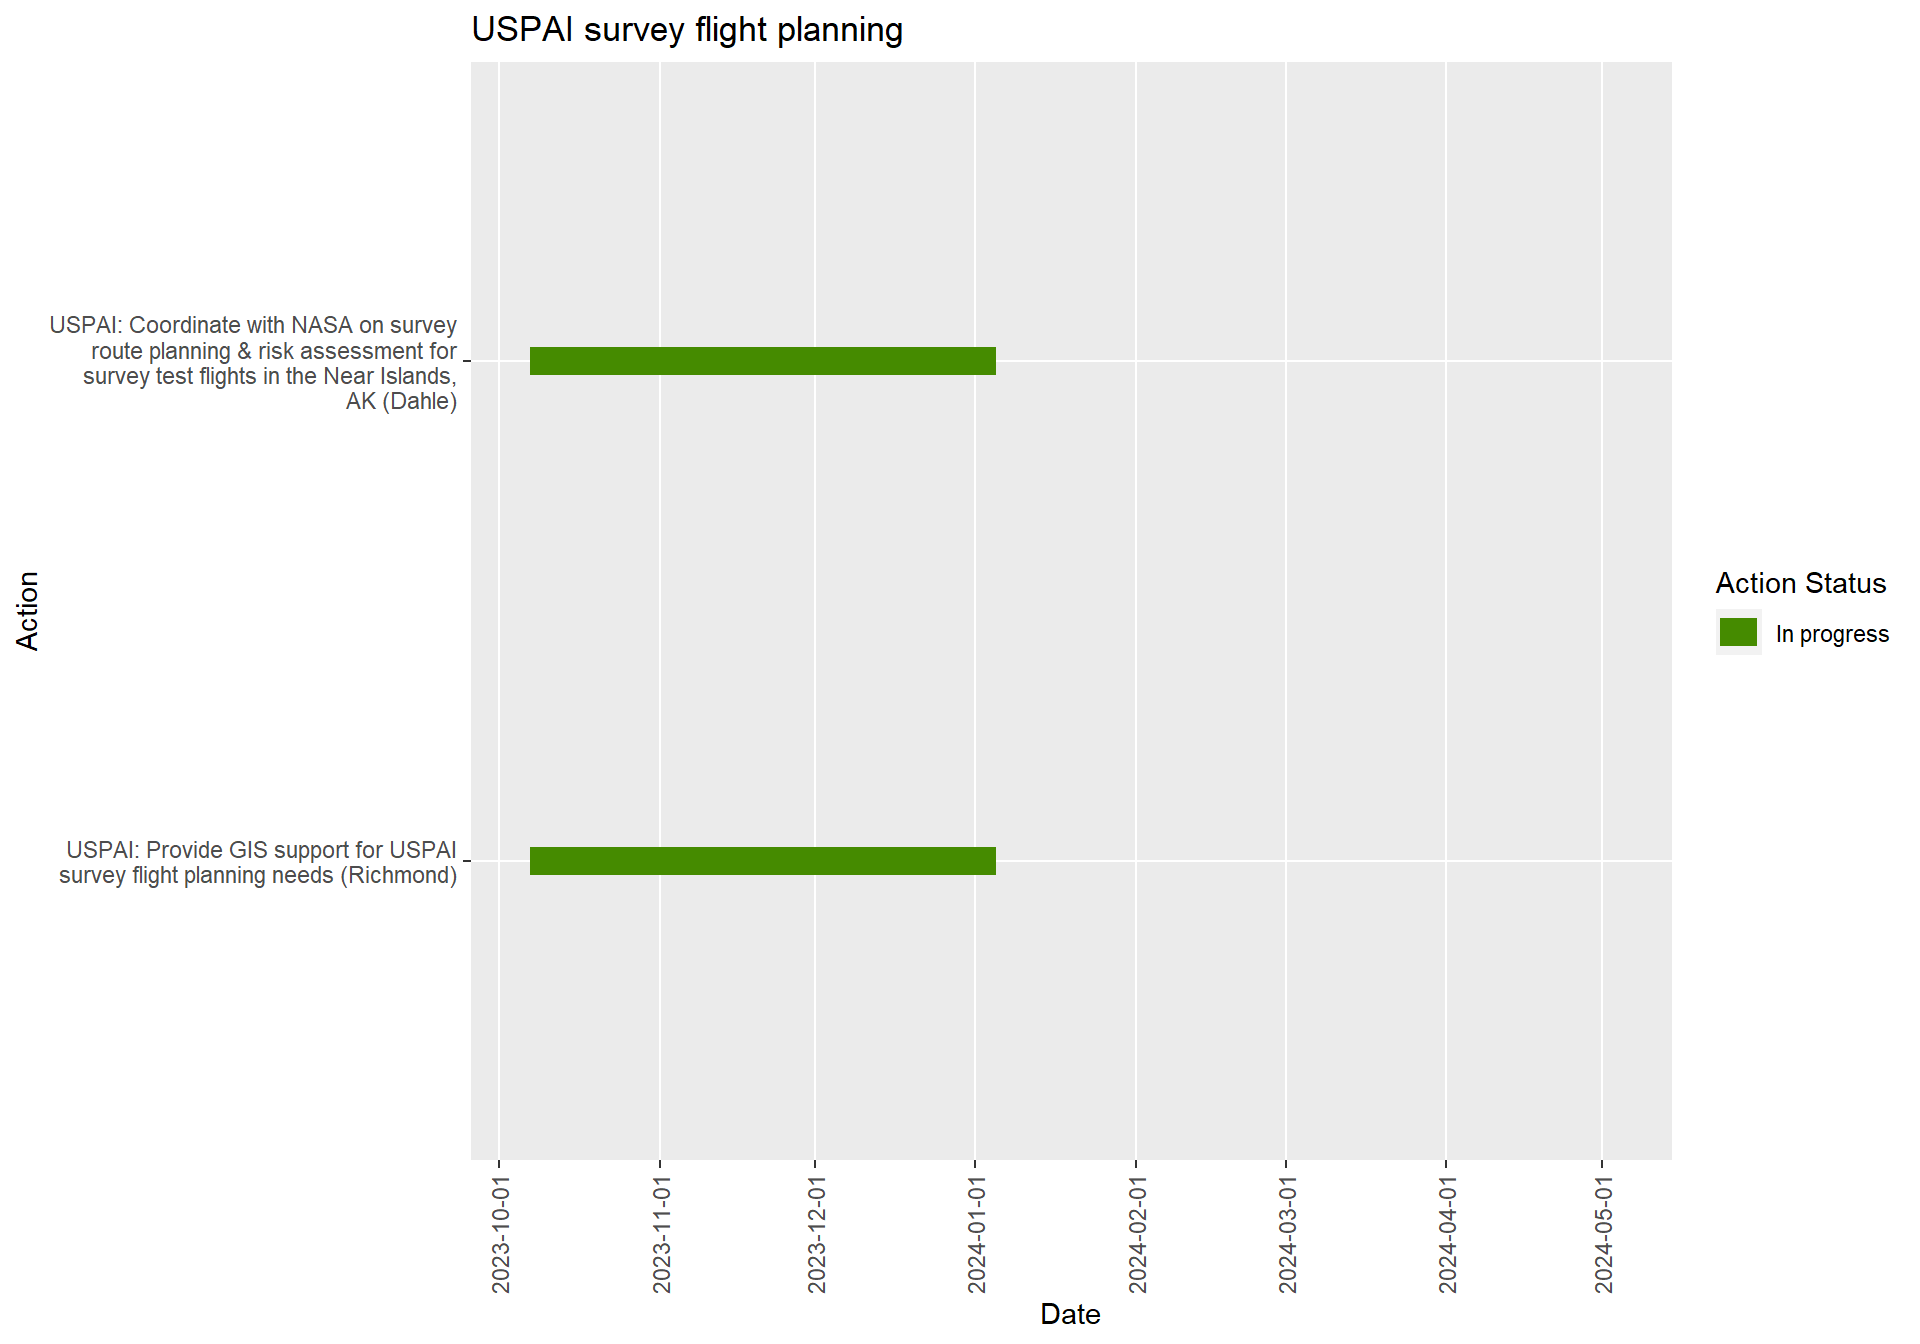 USPAI survey flight planning
USPAI: Coordinate with NASA on survey
route planning & risk assessment for
survey test flights in the Near Islands,
AK (Dahle)
USPAI: Provide GIS support for USPAI
survey flight planning needs (Richmond)
Action
2023-10-01
2023-11-01
2023-12-01
2024-01-01
2024-02-01
2024-03-01
2024-04-01
2024-05-01
Date
Action Status
In progress